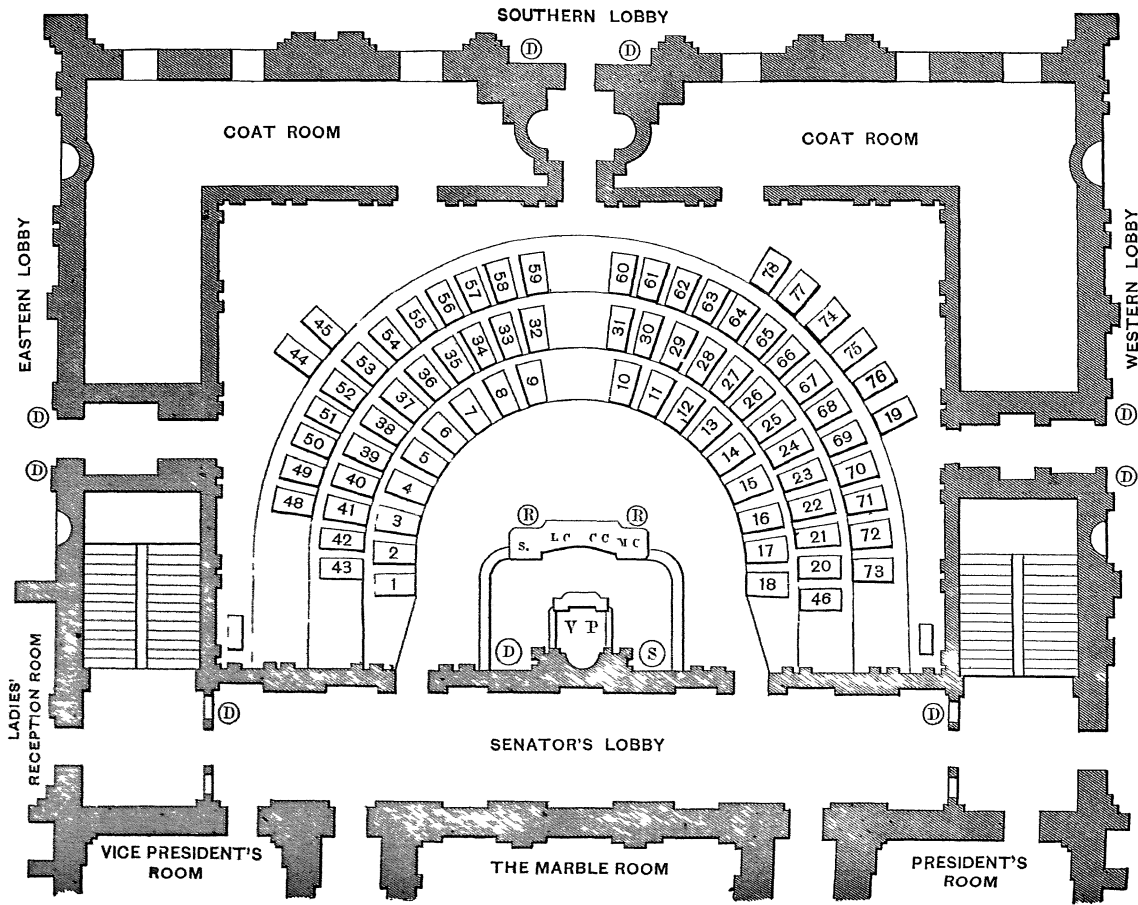 SOUTHERN LOBBY
D D
COAT ROOM
COAT ROOM
EASTERN LOBBY
WESTERN LOBBY
59 60
58 61
57 62
56 63
55 64
54 65
53 66
52 67
51 68
50 69
49 70
48 71
72
73
45
44
78
77
74
75
76
19
32 31
33 30
34 29
35 28
36 27
37 26
38 25
39 24
40 23
41 22
42 21
43 20
46
9 10
8 11
7 12
6 13
5 14
4 15
3 16
2 17
1 18
D
D
D
D
R R
S. LC CC MC
V P
D S
LADIES'
RECEPTION ROOM
D
D
SENATOR'S LOBBY
VICE PRESIDENT'S
ROOM
THE MARBLE ROOM
PRESIDENT'S
ROOM